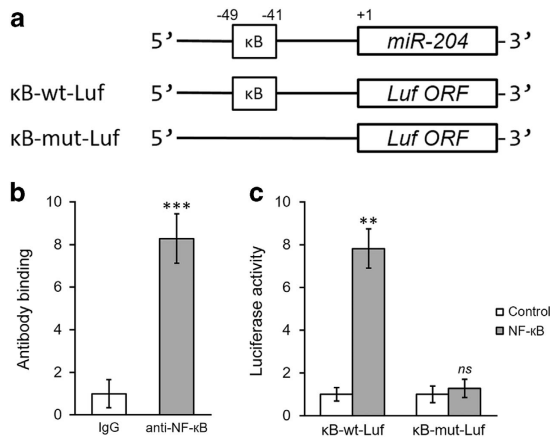 a
-49 -41 +1
5’ κB miR-204 3’
κB-wt-Luf 5’ κB Luf ORF 3’
κB-mut-Luf 5’ Luf ORF 3’
b
Antibody binding
10
8
6
4
2
0
***
IgG anti-NF-κB
c
Luciferase activity
10
8
6
4
2
0
**
ns
κB-wt-Luf κB-mut-Luf
Control
NF-κB